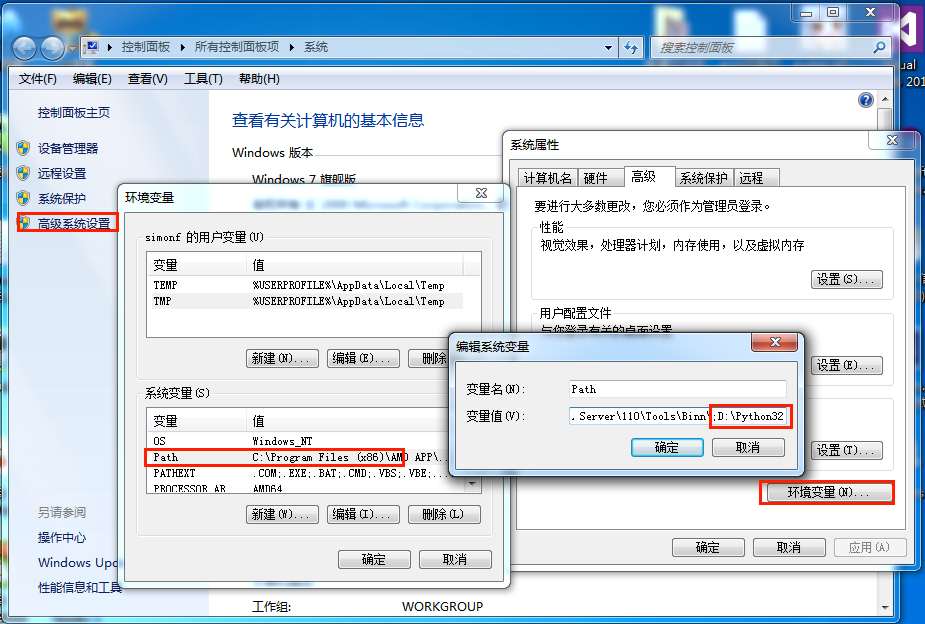 控制面板 ▸ 所有控制面板项 ▸ 系统
搜索控制面板
文件(F) 编辑(E) 查看(V) 工具(T) 帮助(H)
控制面板主页
设备管理器
远程设置
系统保护
高级系统设置
另请参阅
操作中心
Windows
性能信息和工具
查看有关计算机的基本信息
Windows 版本
Windows 7 旗舰版
工作组: WORKGROUP
环境变量
simonf 的用户变量(U)
变量 值
TEMP %USERPROFILE%\AppData\Local\Temp
TMP %USERPROFILE%\AppData\Local\Temp
新建(N)... 编辑(E)... 删除
系统变量(S)
变量 值
OS Windows_NT
Path C:\Program Files (x86)\AMD APP\...
PATHEXT .COM;.EXE;.BAT;.CMD;.VBS;.VBE;...
PROCESSOR_AR AMD64
新建(W)... 编辑(I)... 删除(L)
确定 取消
系统属性
计算机名 硬件 高级 系统保护 远程
要进行大多数更改，您必须作为管理员登录。
性能
视觉效果，处理器计划，内存使用，以及虚拟内存
设置(S)...
用户配置文件
与您登录有关的桌面设置
设置(E)...
设置(T)...
环境变量(N)...
确定 取消 应用(A)
编辑系统变量
变量名(N): Path
变量值(V): . Server\110\Tools\Binn\;D:\Python32
确定 取消
ual
201